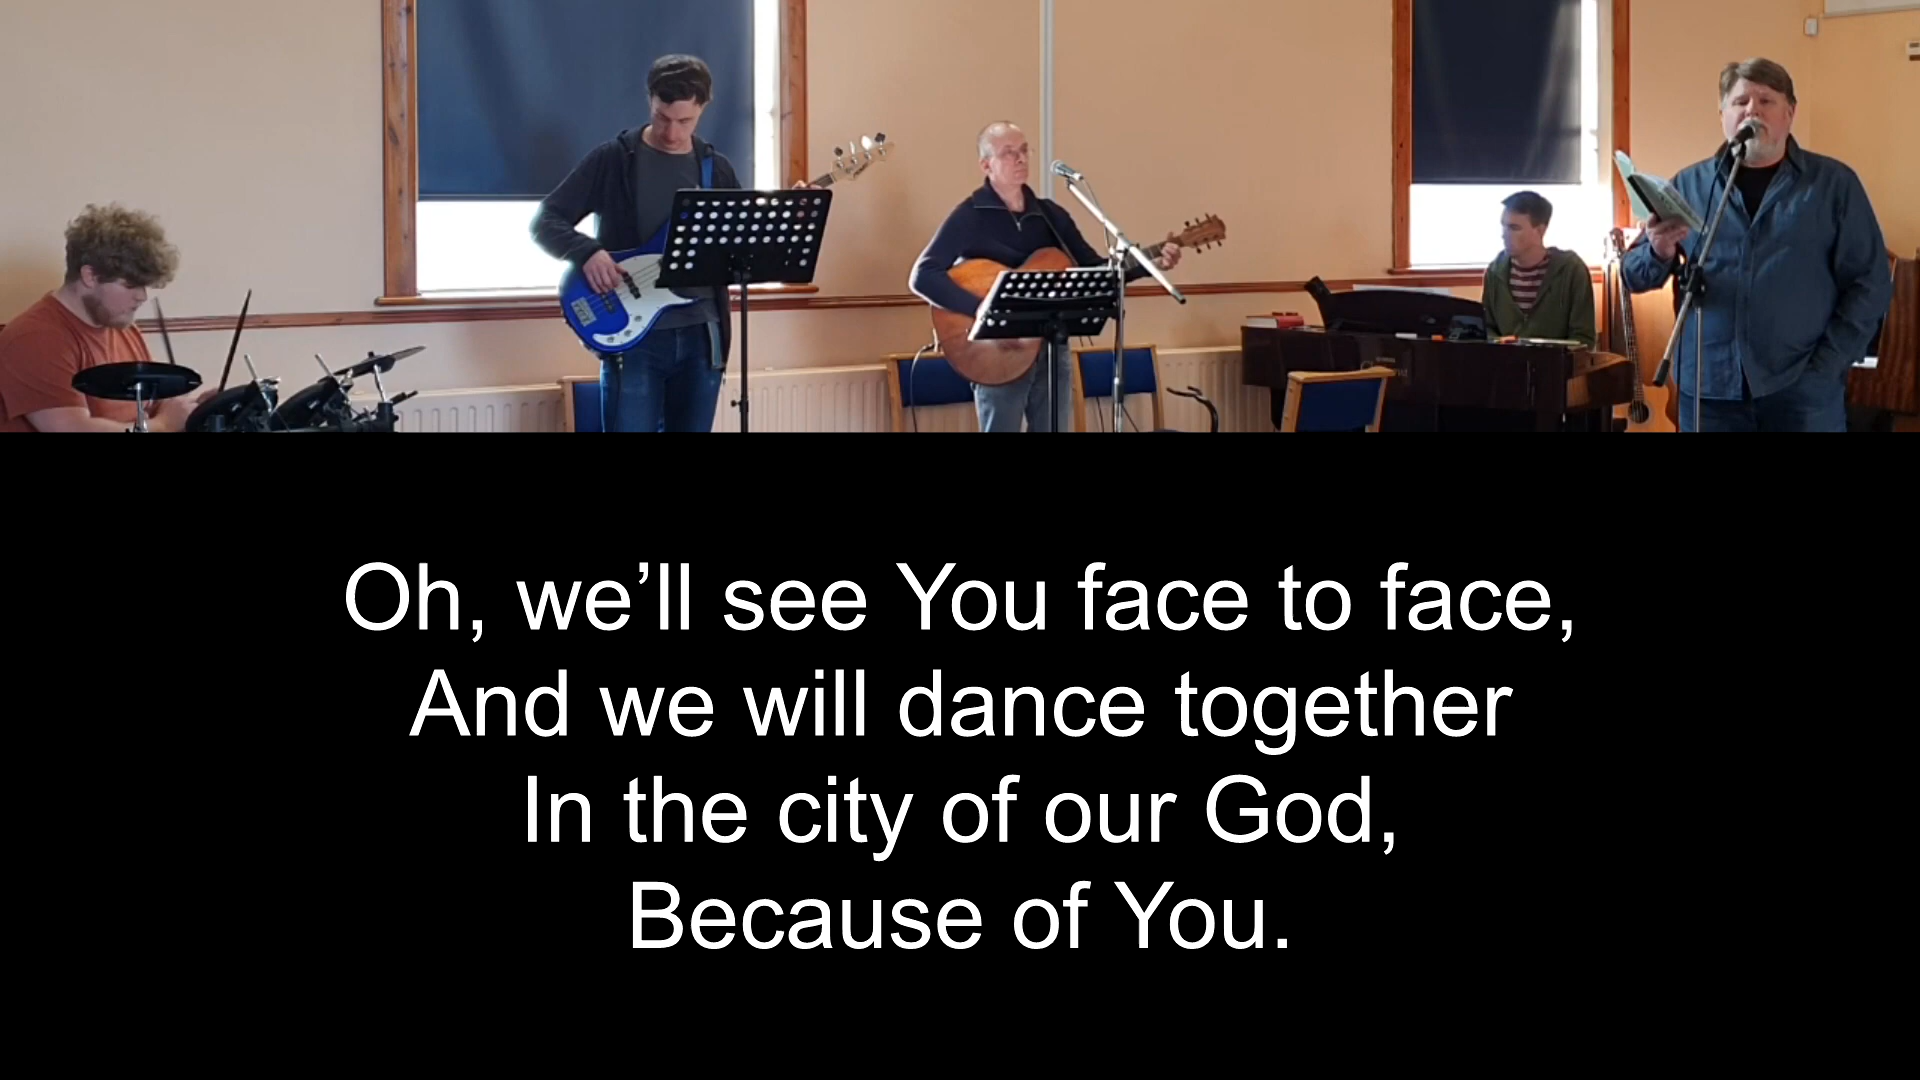 Oh, we’ll see You face to face,
And we will dance together
In the city of our God,
Because of You.